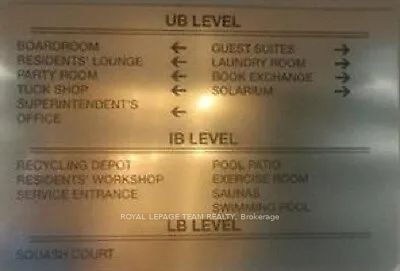 UB LEVEL
BOARDROOM ←
RESIDENTS' LOUNGE ←
PARTY ROOM ←
TUCK SHOP ←
SUPERINTENDENT'S
OFFICE ←
GUEST SUITES →
LAUNDRY ROOM →
BOOK EXCHANGE →
SOLARIUM →
IB LEVEL
RECYCLING DEPOT
RESIDENTS' WORKSHOP
SERVICE ENTRANCE
POOL PATIO
EXERCISE ROOM
SAUNAS
SWIMMING POOL
ROYAL LEPAGE TEAM REALTY, Brokerage
LB LEVEL
SQUASH COURT